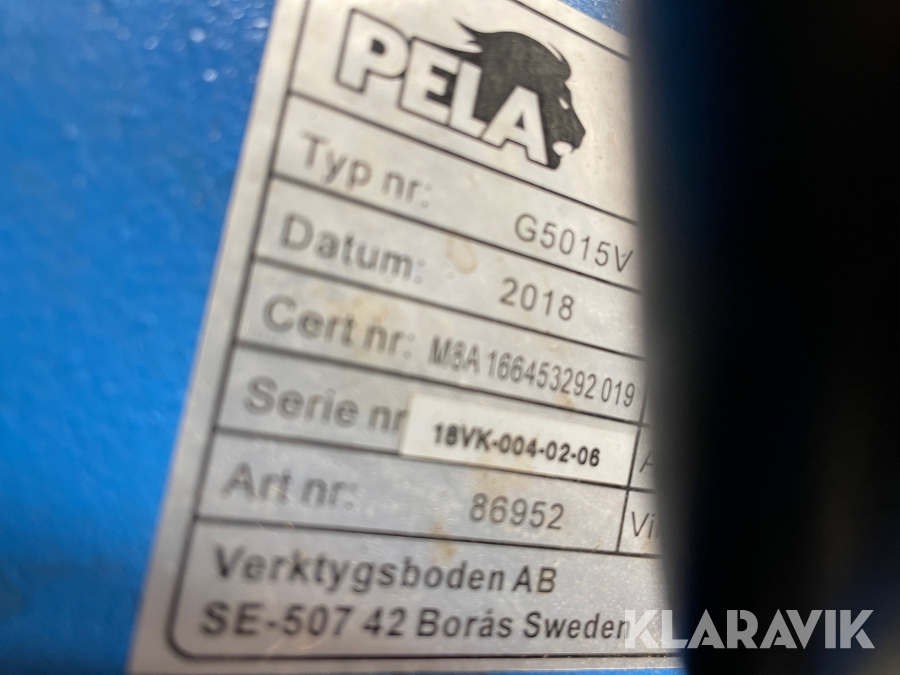 PELA
Typ nr: G5015V
Datum: 2018
Cert nr: M8A 166453292 019
Serie nr 18VK-004-02-06
Art nr: 86952
Verktygsboden AB
SE-507 42 Borås Sweden
KLARAVIK